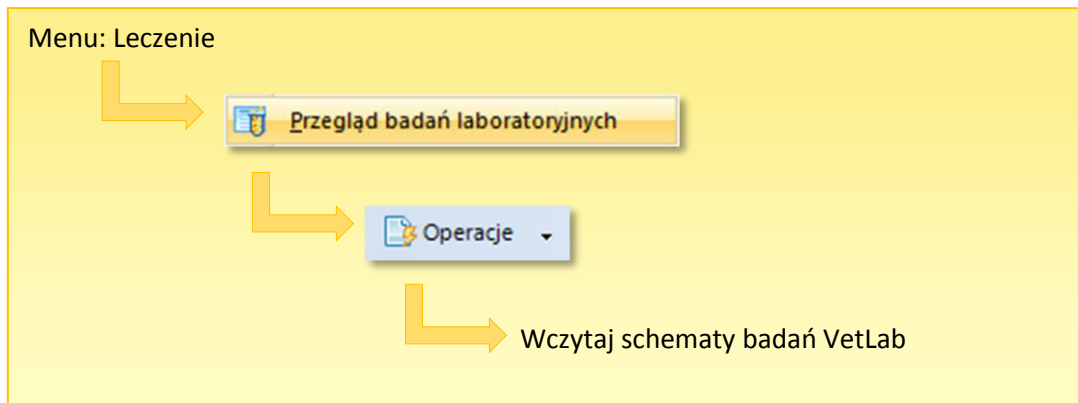 Menu: Leczenie
Przegląd badań laboratoryjnych
Operacje
Wczytaj schematy badań VetLab